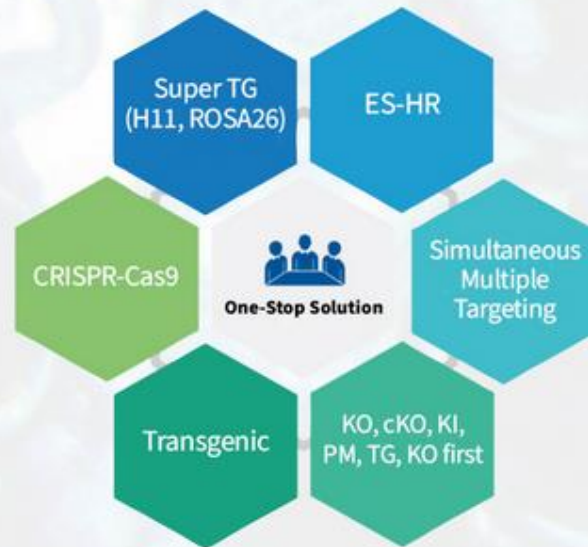 Super TG
(H11, ROSA26)
ES-HR
CRISPR-Cas9
One-Stop Solution
Simultaneous
Multiple
Targeting
Transgenic
KO, cKO, KI,
PM, TG, KO first